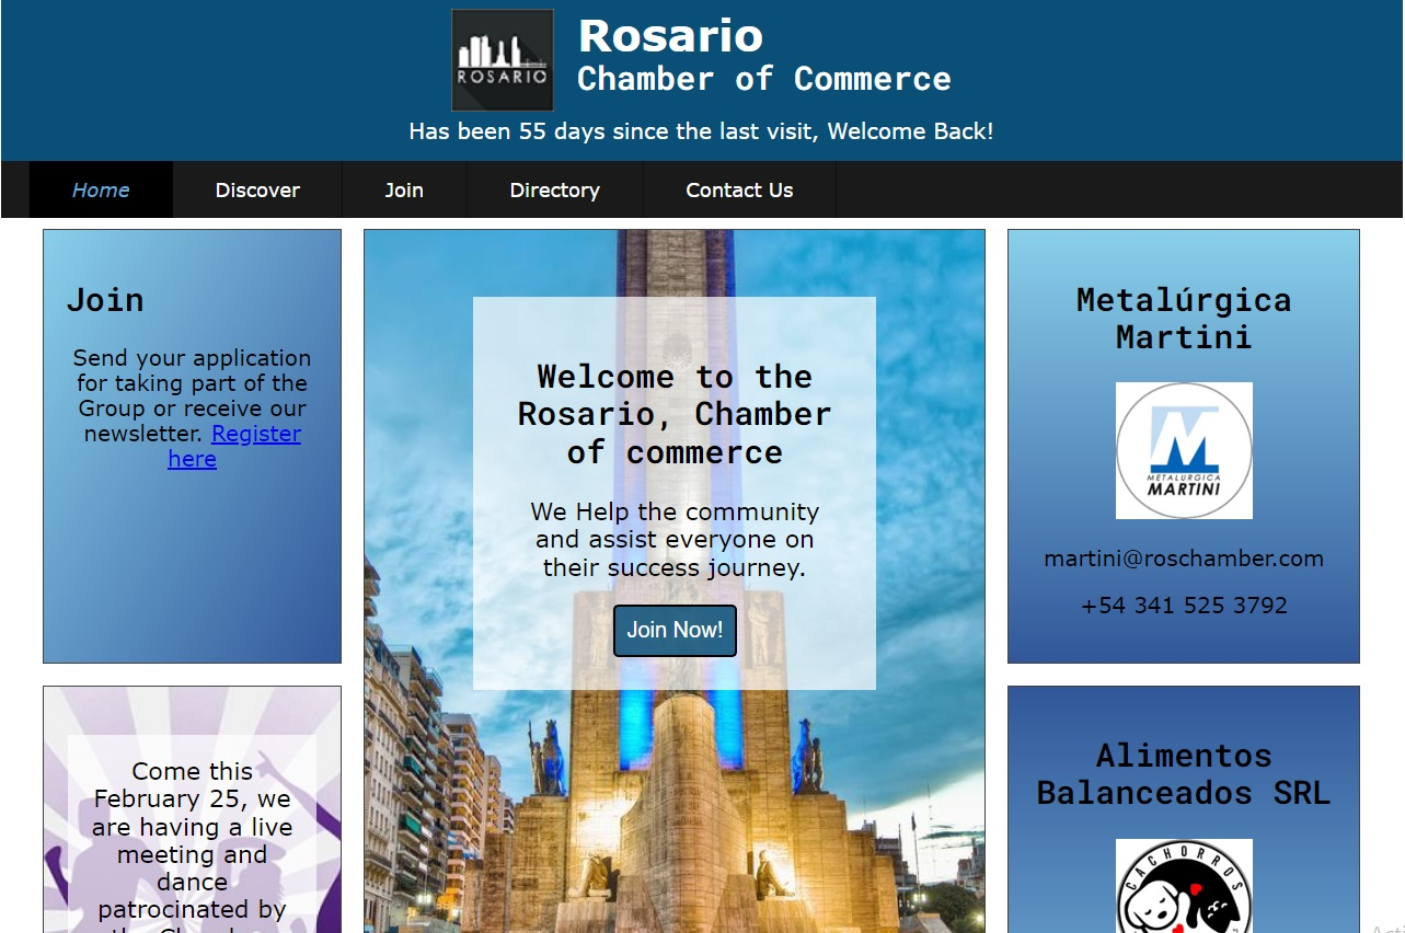 ROSARIO
Rosario
Chamber of Commerce
Has been 55 days since the last visit, Welcome Back!
Home
Discover
Join
Directory
Contact Us
Join
Send your application
for taking part of the
Group or receive our
newsletter. Register
here
Come this
February 25, we
are having a live
meeting and
dance
patrocinated by
Welcome to the
Rosario, Chamber
of commerce
We Help the community
and assist everyone on
their success journey.
Join Now!
Metalúrgica
Martini
M
METALURGICA
MARTINI
martini@roschamber.com
+54 341 525 3792
Alimentos
Balanceados SRL
CACHORROS